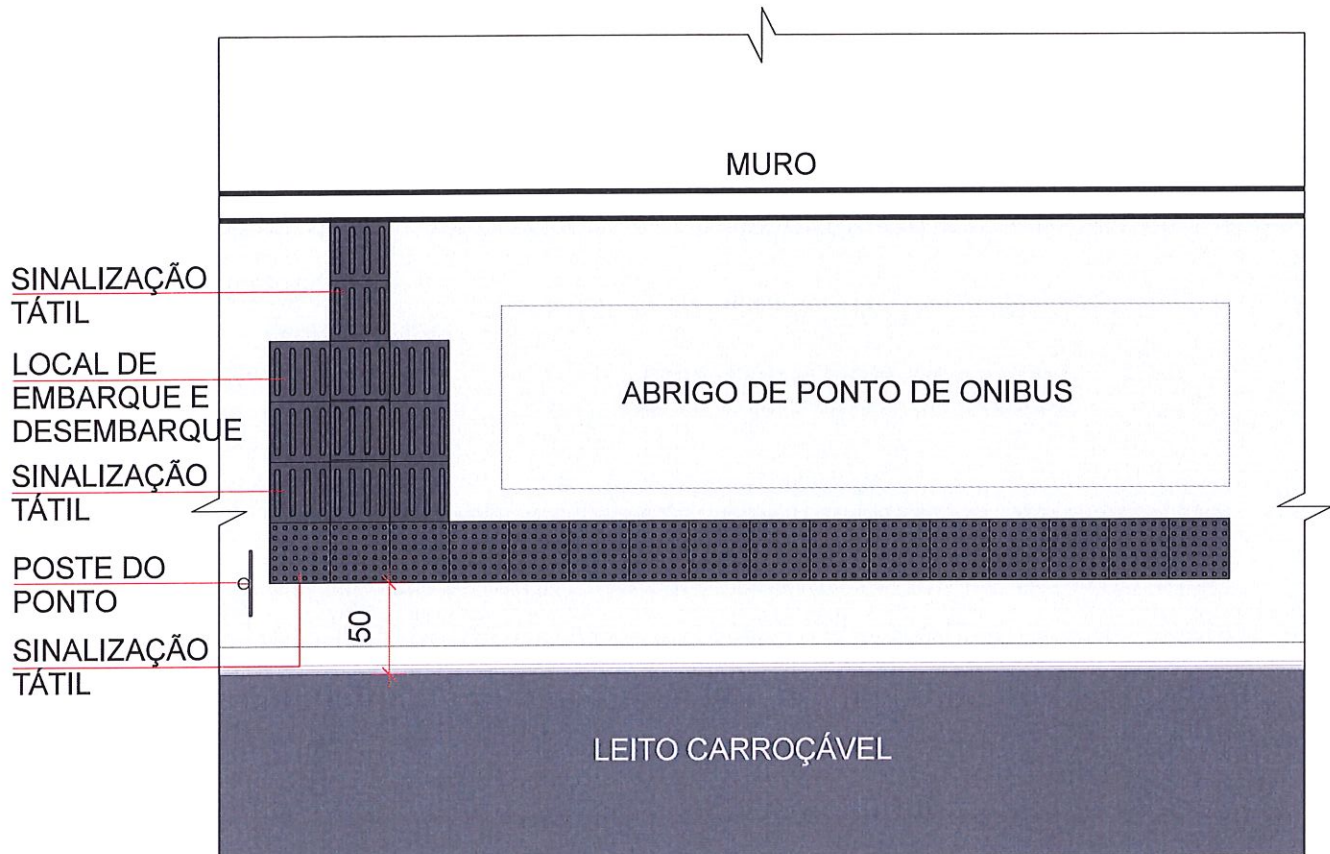 MURO
SINALIZAÇÃO
TÁTIL
LOCAL DE
EMBARQUE E
DESEMBARQUE
SINALIZAÇÃO
TÁTIL
ABRIGO DE PONTO DE ONIBUS
POSTE DO
PONTO
SINALIZAÇÃO
TÁTIL
50
LEITO CARROÇÁVEL